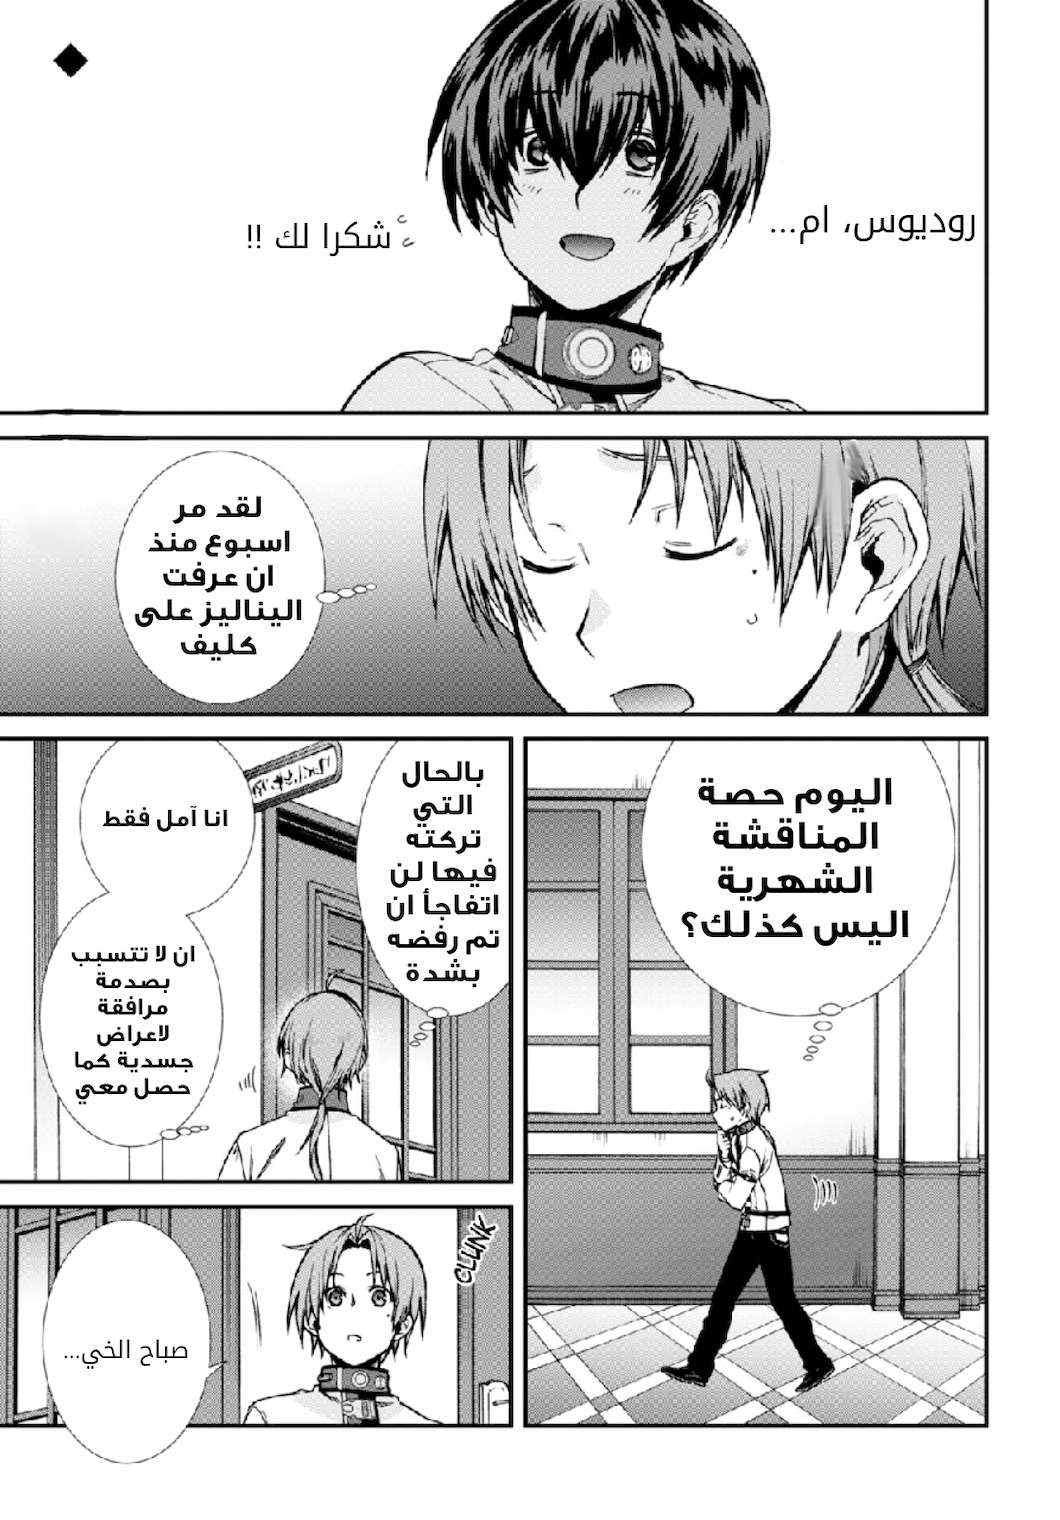 روديوس، ام...
شكرا لك !!
لقد مر
اسبوع منذ
ان عرفت
اليناليز على
كليف
اليوم حصة
المناقشة
الشهرية
اليس كذلك؟
بالحال
التي
تركته
فيها لن
اتفاجأ ان
تم رفضه
بشدة
انا آمل فقط
ان لا تتسبب
بصدمة
مرافقة
لاعراض
جسدية كما
حصل معي
CLUNK
صباح الخي...